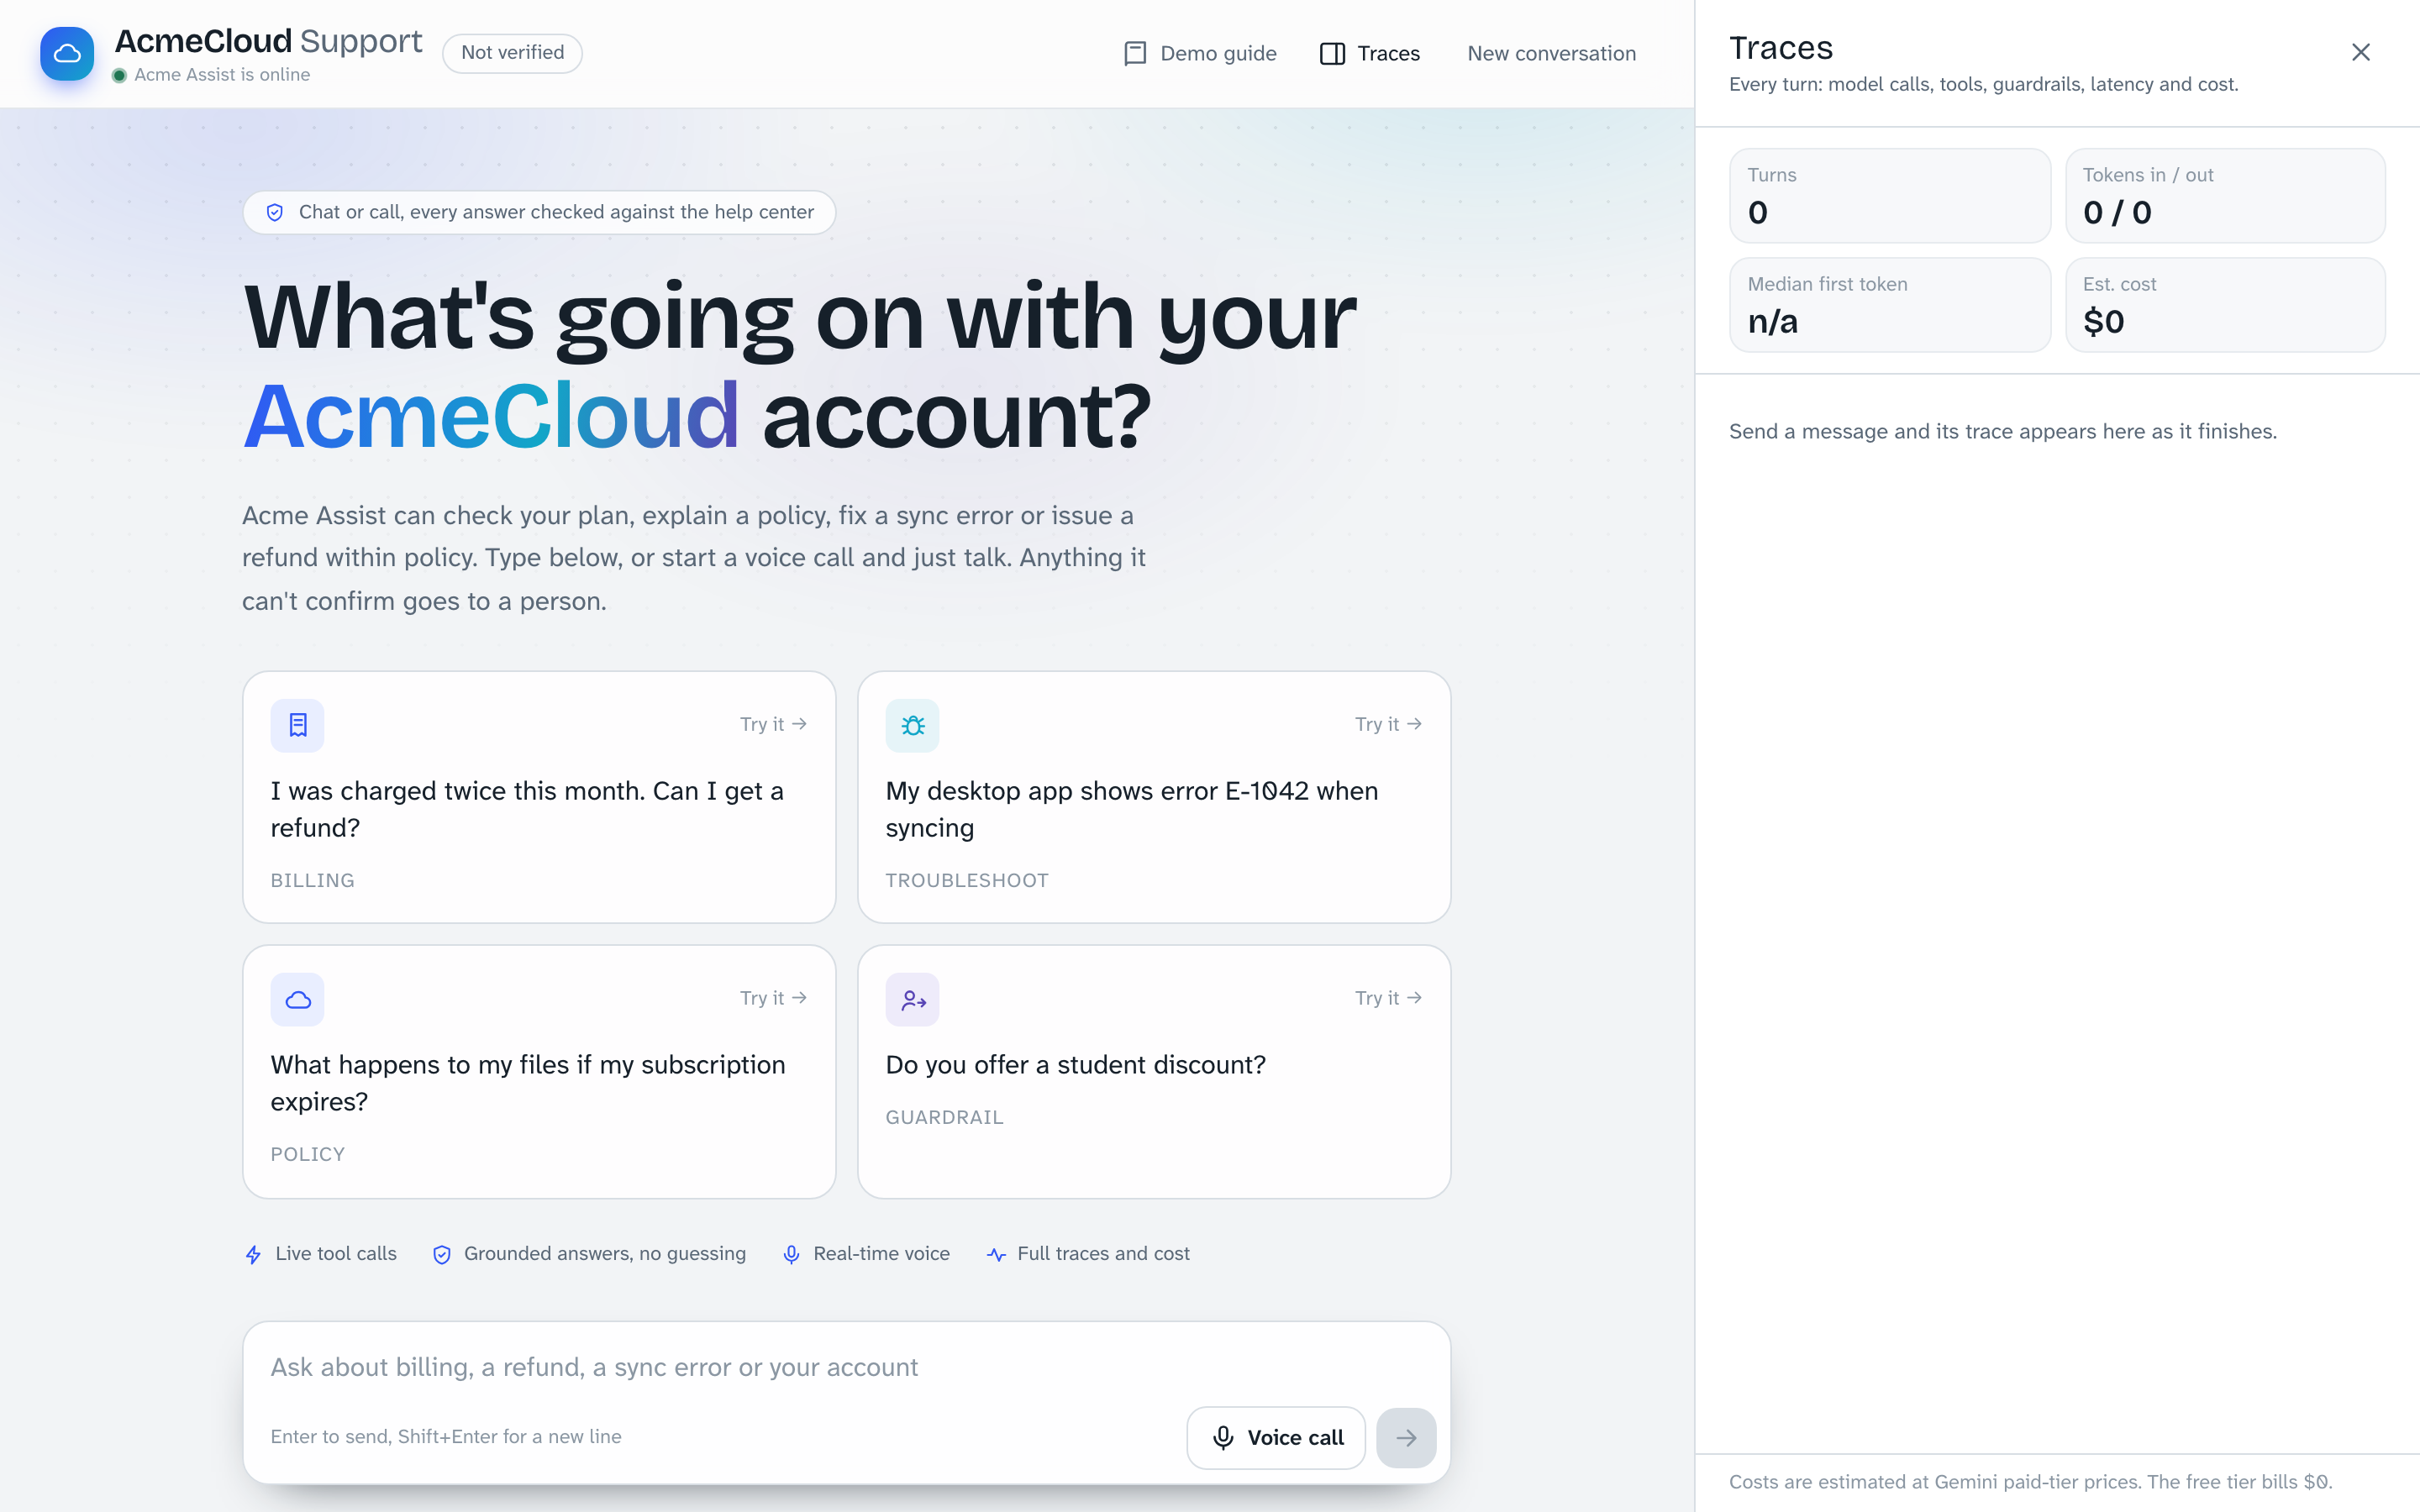 AcmeCloud Support
Acme Assist is online
Not verified
Demo guide
Traces
New conversation
Chat or call, every answer checked against the help center
What's going on with your
AcmeCloud account?
Acme Assist can check your plan, explain a policy, fix a sync error or issue a
refund within policy. Type below, or start a voice call and just talk. Anything it
can't confirm goes to a person.
Try it →
I was charged twice this month. Can I get a
refund?
BILLING
Try it →
My desktop app shows error E-1042 when
syncing
TROUBLESHOOT
Try it →
What happens to my files if my subscription
expires?
POLICY
Try it →
Do you offer a student discount?
GUARDRAIL
Live tool calls
Grounded answers, no guessing
Real-time voice
Full traces and cost
Ask about billing, a refund, a sync error or your account
Enter to send, Shift+Enter for a new line
Voice call
Traces
Every turn: model calls, tools, guardrails, latency and cost.
Turns
0
Tokens in / out
0 / 0
Median first token
n/a
Est. cost
$0
Send a message and its trace appears here as it finishes.
Costs are estimated at Gemini paid-tier prices. The free tier bills $0.